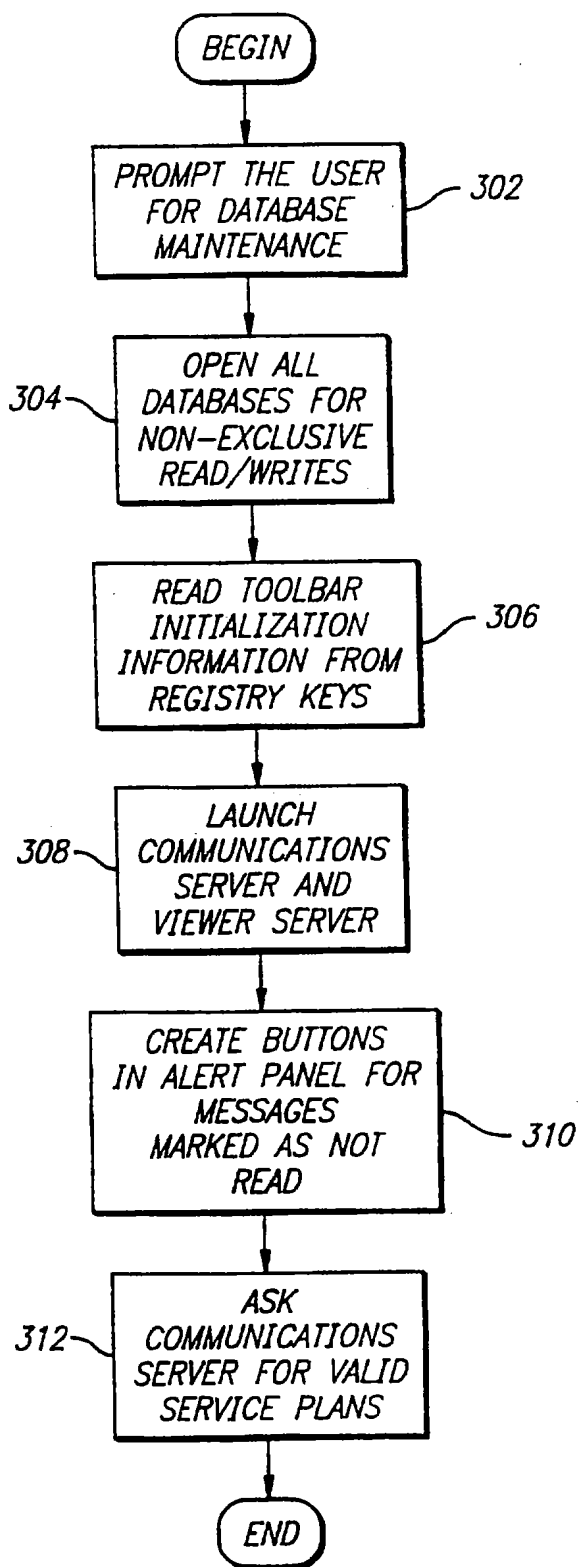 BEGIN
PROMPT THE USER
FOR DATABASE
MAINTENANCE
302
OPEN ALL
DATABASES FOR
NON-EXCLUSIVE
READ/WRITES
304
READ TOOLBAR
INITIALIZATION
INFORMATION FROM
REGISTRY KEYS
306
LAUNCH
COMMUNICATIONS
SERVER AND
VIEWER SERVER
308
CREATE BUTTONS
IN ALERT PANEL FOR
MESSAGES
MARKED AS NOT
READ
310
ASK
COMMUNICATIONS
SERVER FOR VALID
SERVICE PLANS
312
END